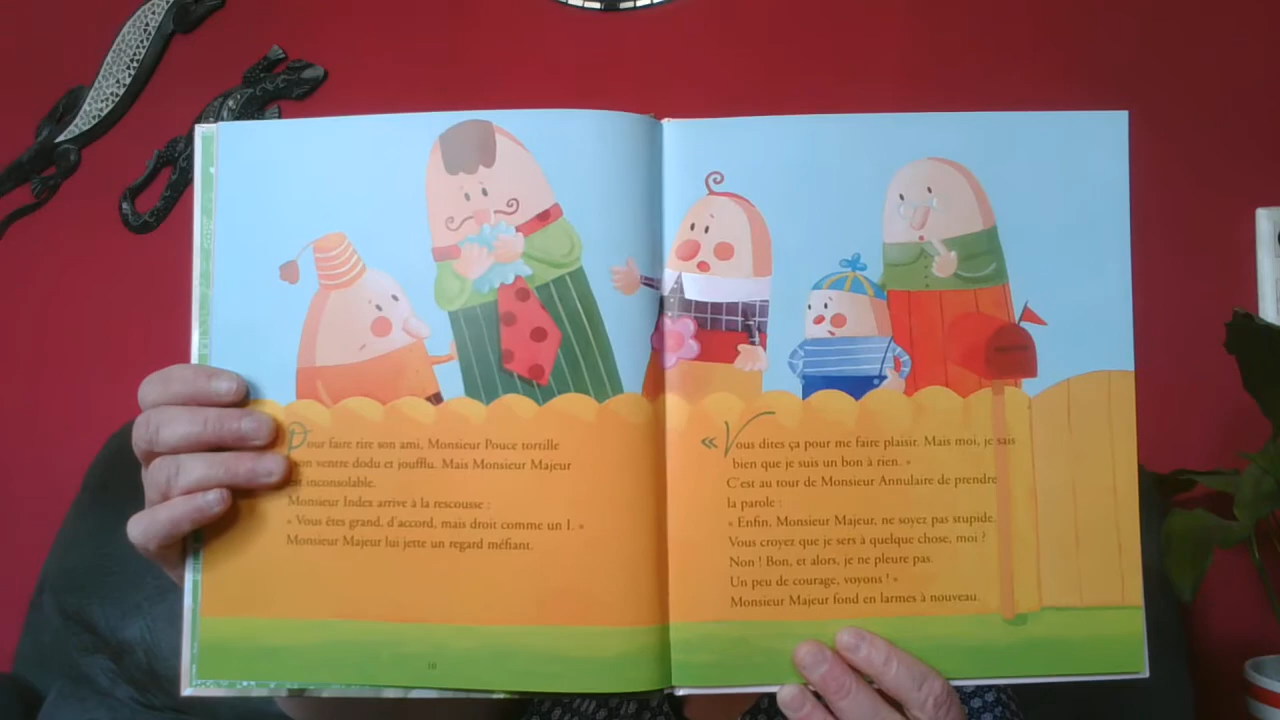 Pour faire rire son ami, Monsieur Pouce tortille
son ventre dodu et joufflu. Mais Monsieur Majeur
est inconsolable.
Monsieur Index arrive à la rescousse :
« Vous êtes grand, d'accord, mais droit comme un I. »
Monsieur Majeur lui jette un regard méfiant.
10
« Vous dites ça pour me faire plaisir. Mais moi, je sais
bien que je suis un bon à rien. »
C'est au tour de Monsieur Annulaire de prendre
la parole :
« Enfin, Monsieur Majeur, ne soyez pas stupide.
Vous croyez que je sers à quelque chose, moi ?
Non ! Bon, et alors, je ne pleure pas.
Un peu de courage, voyons ! »
Monsieur Majeur fond en larmes à nouveau.